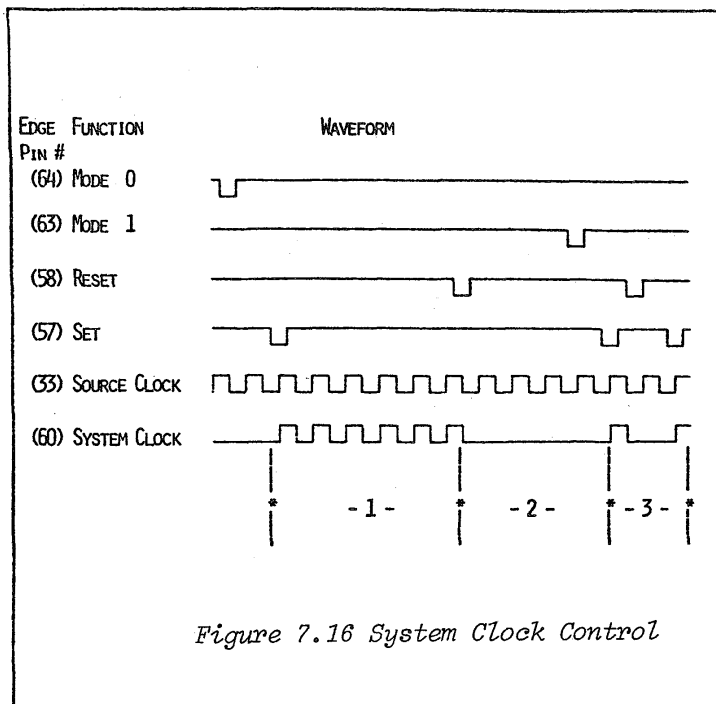 EDGE FUNCTION WAVEFORM
PIN #
(64) MODE 0
(63) MODE 1
(58) RESET
(57) SET
(33) SOURCE CLOCK
(60) SYSTEM CLOCK
* -1- * -2- * -3- *
Figure 7.16 System Clock Control